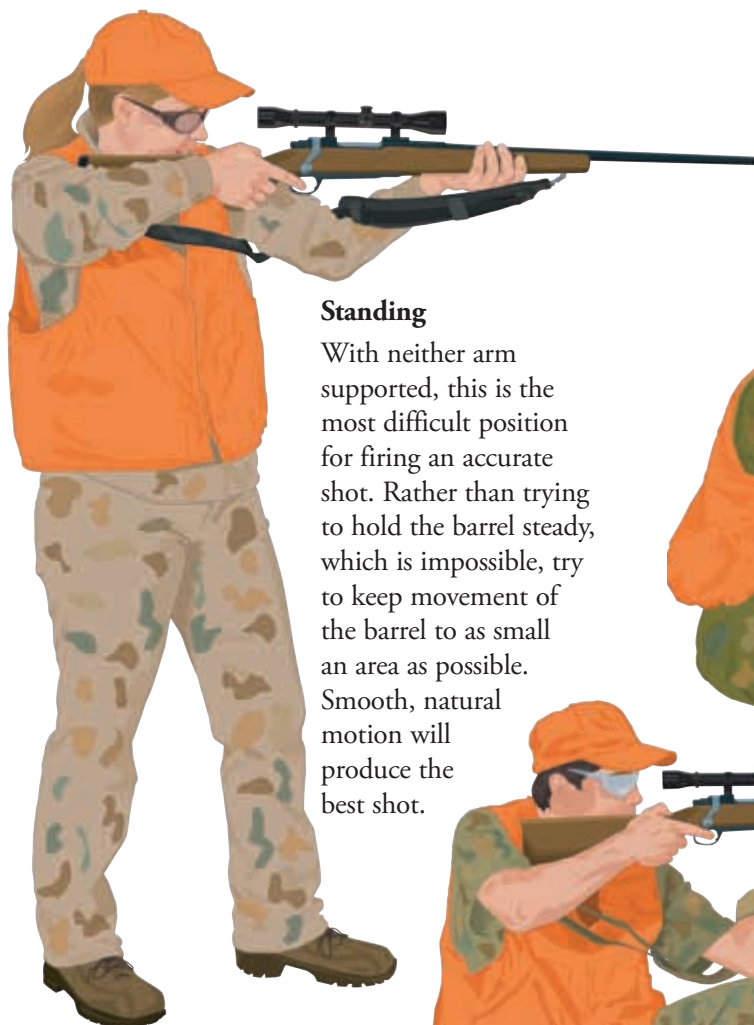 Standing
With neither arm
supported, this is the
most difficult position
for firing an accurate
shot. Rather than trying
to hold the barrel steady,
which is impossible, try
to keep movement of
the barrel to as small
an area as possible.
Smooth, natural
motion will
produce the
best shot.